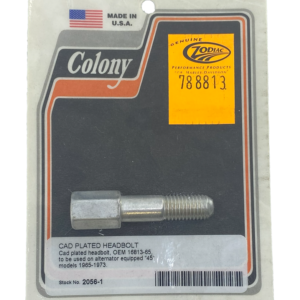 MADE IN
U.S.A.
Colony
GENUINE
ZODIAC
PERFORMANCE PRODUCTS
788813
CAD PLATED HEADBOLT
Cad plated headbolt, OEM 16813-65,
to be used on alternator equipped "45"
models 1965-1973.
Stock No. 2056-1